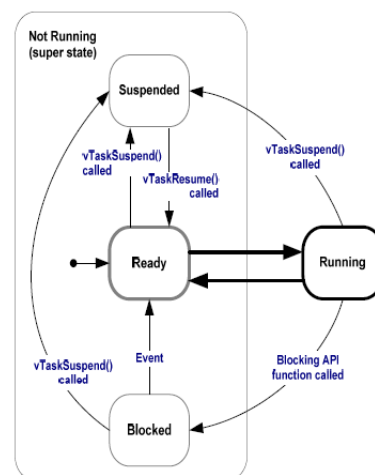 Not Running
(super state)
Suspended
vTaskSuspend()
called
vTaskSuspend()
called
vTaskResume()
called
Ready
Running
Event
vTaskSuspend()
called
Blocking API
function called
Blocked